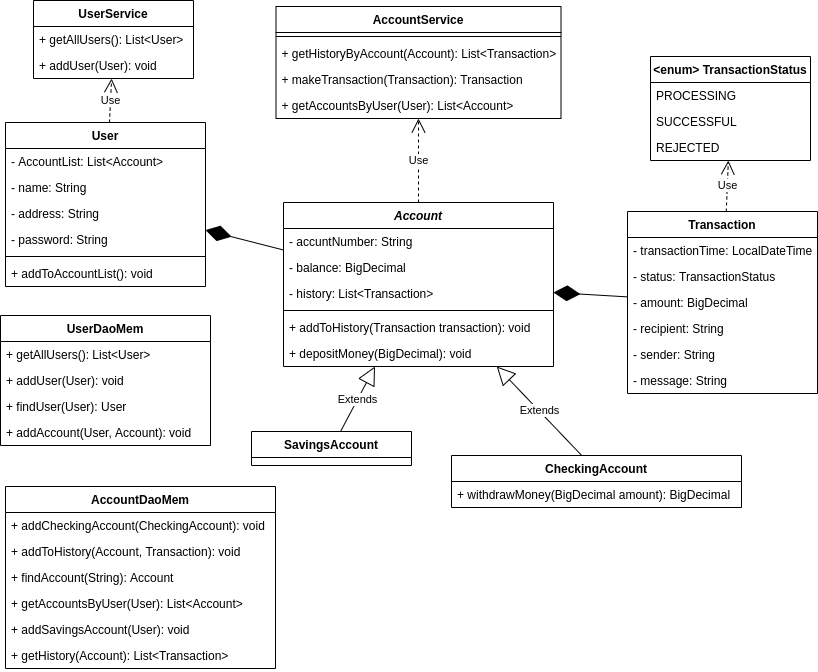 UserService
+ getAllUsers(): List<User>
+ addUser(User): void
Use
User
- AccountList: List<Account>
- name: String
- address: String
- password: String
+ addToAccountList(): void
AccountService
+ getHistoryByAccount(Account): List<Transaction>
+ makeTransaction(Transaction): Transaction
+ getAccountsByUser(User): List<Account>
Use
Account
- accuntNumber: String
- balance: BigDecimal
- history: List<Transaction>
+ addToHistory(Transaction transaction): void
+ depositMoney(BigDecimal): void
<enum> TransactionStatus
PROCESSING
SUCCESSFUL
REJECTED
Use
Transaction
- transactionTime: LocalDateTime
- status: TransactionStatus
- amount: BigDecimal
- recipient: String
- sender: String
- message: String
UserDaoMem
+ getAllUsers(): List<User>
+ addUser(User): void
+ findUser(User): User
+ addAccount(User, Account): void
Extends
Extends
SavingsAccount
CheckingAccount
+ withdrawMoney(BigDecimal amount): BigDecimal
AccountDaoMem
+ addCheckingAccount(CheckingAccount): void
+ addToHistory(Account, Transaction): void
+ findAccount(String): Account
+ getAccountsByUser(User): List<Account>
+ addSavingsAccount(User): void
+ getHistory(Account): List<Transaction>